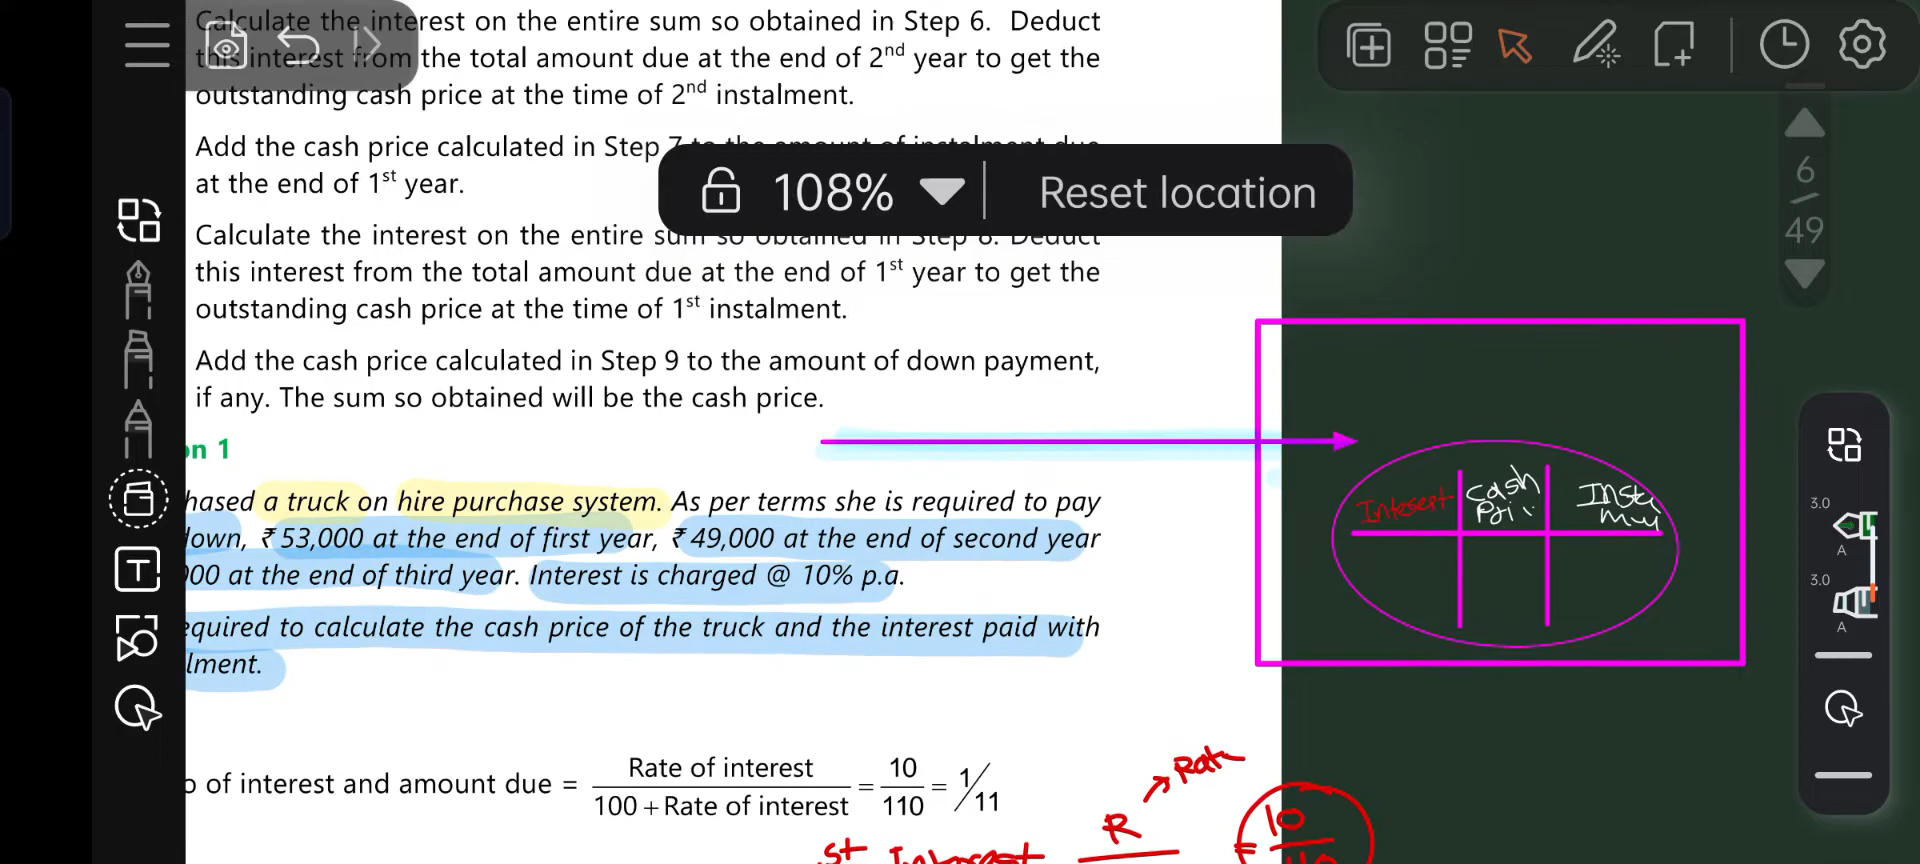 Calculate the interest on the entire sum so obtained in Step 6. Deduct
this interest from the total amount due at the end of 2nd year to get the
outstanding cash price at the time of 2nd instalment.
Add the cash price calculated in Step 7 to the amount of instalment due
at the end of 1st year.
108%
Reset location
Calculate the interest on the entire sum so obtained in Step 8. Deduct
this interest from the total amount due at the end of 1st year to get the
outstanding cash price at the time of 1st instalment.
Add the cash price calculated in Step 9 to the amount of down payment,
if any. The sum so obtained will be the cash price.
on 1
hased a truck on hire purchase system. As per terms she is required to pay
down, ₹ 53,000 at the end of first year, ₹ 49,000 at the end of second year
000 at the end of third year. Interest is charged @ 10% p.a.
equired to calculate the cash price of the truck and the interest paid with
lment.
o of interest and amount due = Rate of interest / 100 + Rate of interest = 10 / 110 = 1/11
6
49
Cash
3.0
A
3.0
A
T
Rate
R
= 10
st Interest